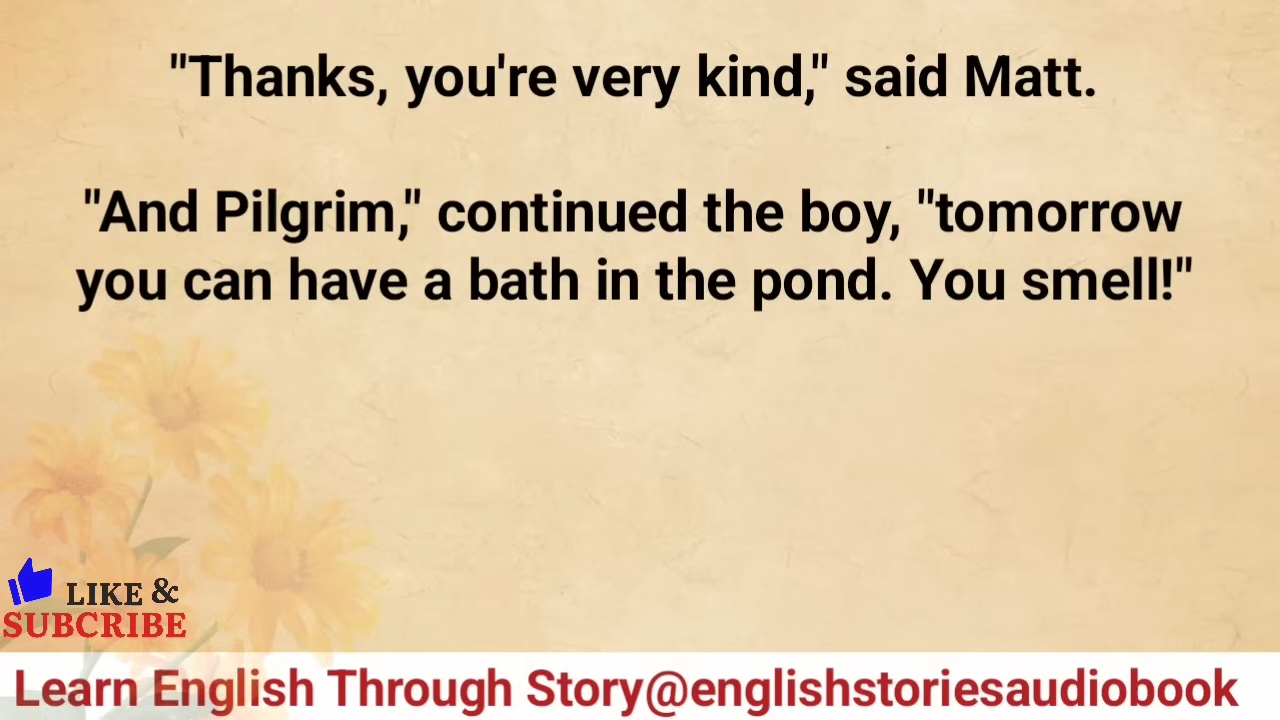 "Thanks, you're very kind," said Matt.
"And Pilgrim," continued the boy, "tomorrow
you can have a bath in the pond. You smell!"
LIKE &
SUBCRIBE
Learn English Through Story@englishstoriesaudiobook